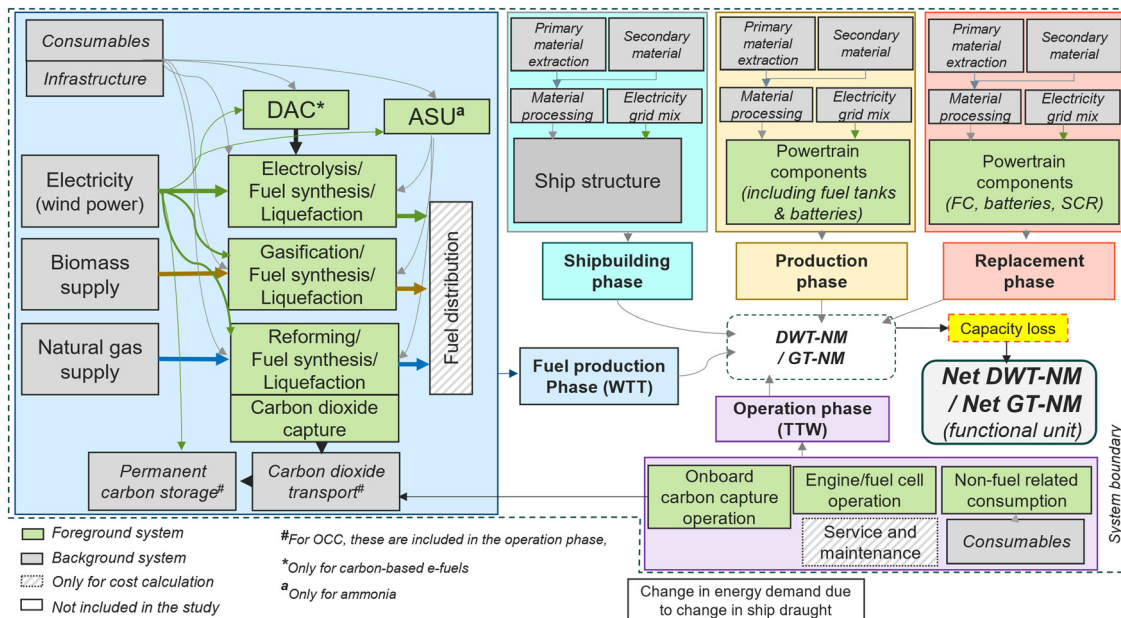 Consumables
Infrastructure
DAC*
ASUa
Electricity
(wind power)
Electrolysis/
Fuel synthesis/
Liquefaction
Biomass
supply
Gasification/
Fuel synthesis/
Liquefaction
Natural gas
supply
Reforming/
Fuel synthesis/
Liquefaction
Carbon dioxide
capture
Fuel distribution
Permanent
carbon storage#
Carbon dioxide
transport#
Primary
material
extraction
Secondary
material
Material
processing
Electricity
grid mix
Ship structure
Primary
material
extraction
Secondary
material
Material
processing
Electricity
grid mix
Powertrain
components
(including fuel tanks
& batteries)
Primary
material
extraction
Secondary
material
Material
processing
Electricity
grid mix
Powertrain
components
(FC, batteries, SCR)
Shipbuilding
phase
Production
phase
Replacement
phase
Fuel production
Phase (WTT)
DWT-NM
/ GT-NM
Capacity loss
Net DWT-NM
/ Net GT-NM
(functional unit)
Operation phase
(TTW)
Onboard
carbon capture
operation
Engine/fuel cell
operation
Non-fuel related
consumption
Service and
maintenance
Consumables
System boundary
Foreground system
Background system
Only for cost calculation
Not included in the study
#For OCC, these are included in the operation phase,
*Only for carbon-based e-fuels
aOnly for ammonia
Change in energy demand due
to change in ship draught